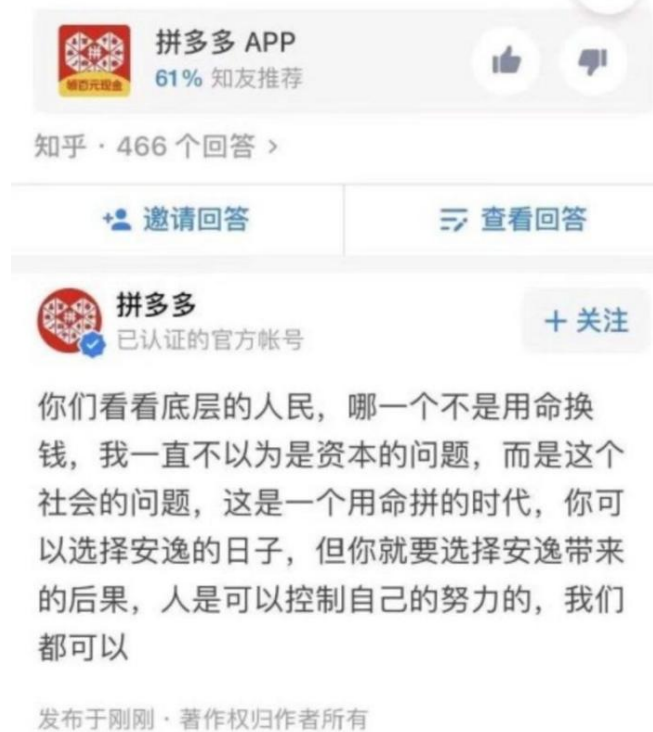 拼多多 APP
拼
领百元现金
61% 知友推荐
知乎 · 466 个回答 >
邀请回答
查看回答
拼
拼多多
已认证的官方帐号
+ 关注
你们看看底层的人民，哪一个不是用命换
钱，我一直不以为是资本的问题，而是这个
社会的问题，这是一个用命拼的时代，你可
以选择安逸的日子，但你就要选择安逸带来
的后果，人是可以控制自己的努力的，我们
都可以
发布于刚刚 · 著作权归作者所有